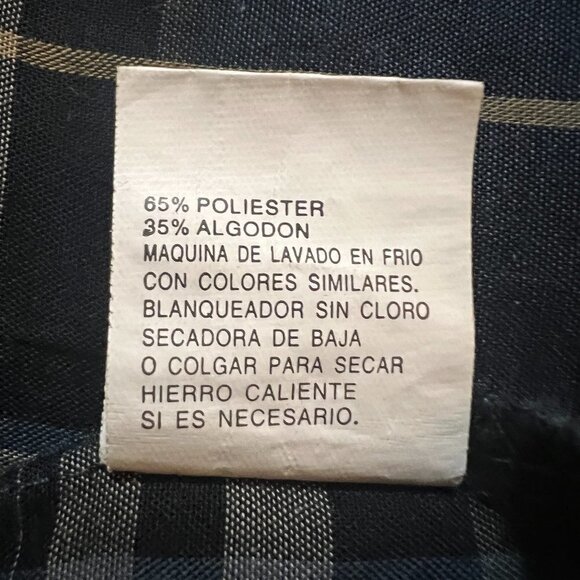 65% POLIESTER
35% ALGODON
MAQUINA DE LAVADO EN FRIO
CON COLORES SIMILARES.
BLANQUEADOR SIN CLORO
SECADORA DE BAJA
O COLGAR PARA SECAR
HIERRO CALIENTE
SI ES NECESARIO.